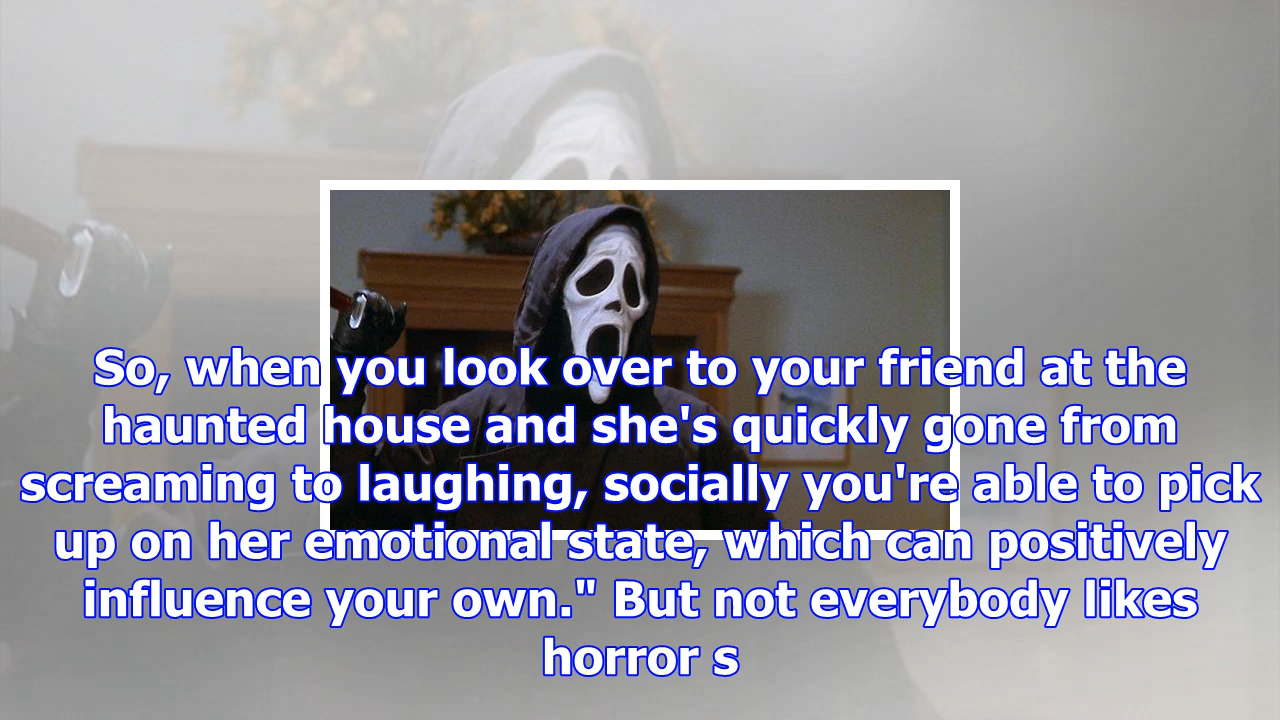 So, when you look over to your friend at the
haunted house and she's quickly gone from
screaming to laughing, socially you're able to pick
up on her emotional state, which can positively
influence your own." But not everybody likes
horror s